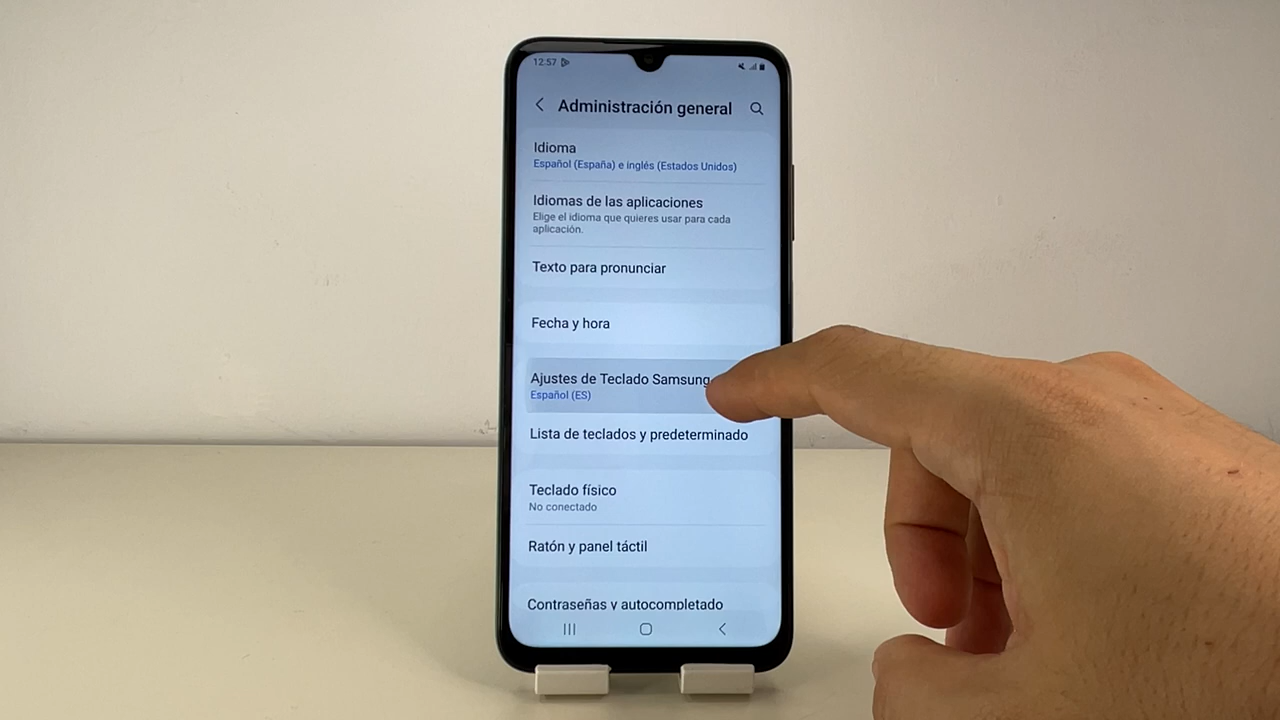 12:57
Administración general
Idioma
Español (España) e inglés (Estados Unidos)
Idiomas de las aplicaciones
Elige el idioma que quieres usar para cada
aplicación.
Texto para pronunciar
Fecha y hora
Ajustes de Teclado Samsung
Español (ES)
Lista de teclados y predeterminado
Teclado físico
No conectado
Ratón y panel táctil
Contraseñas y autocompletado